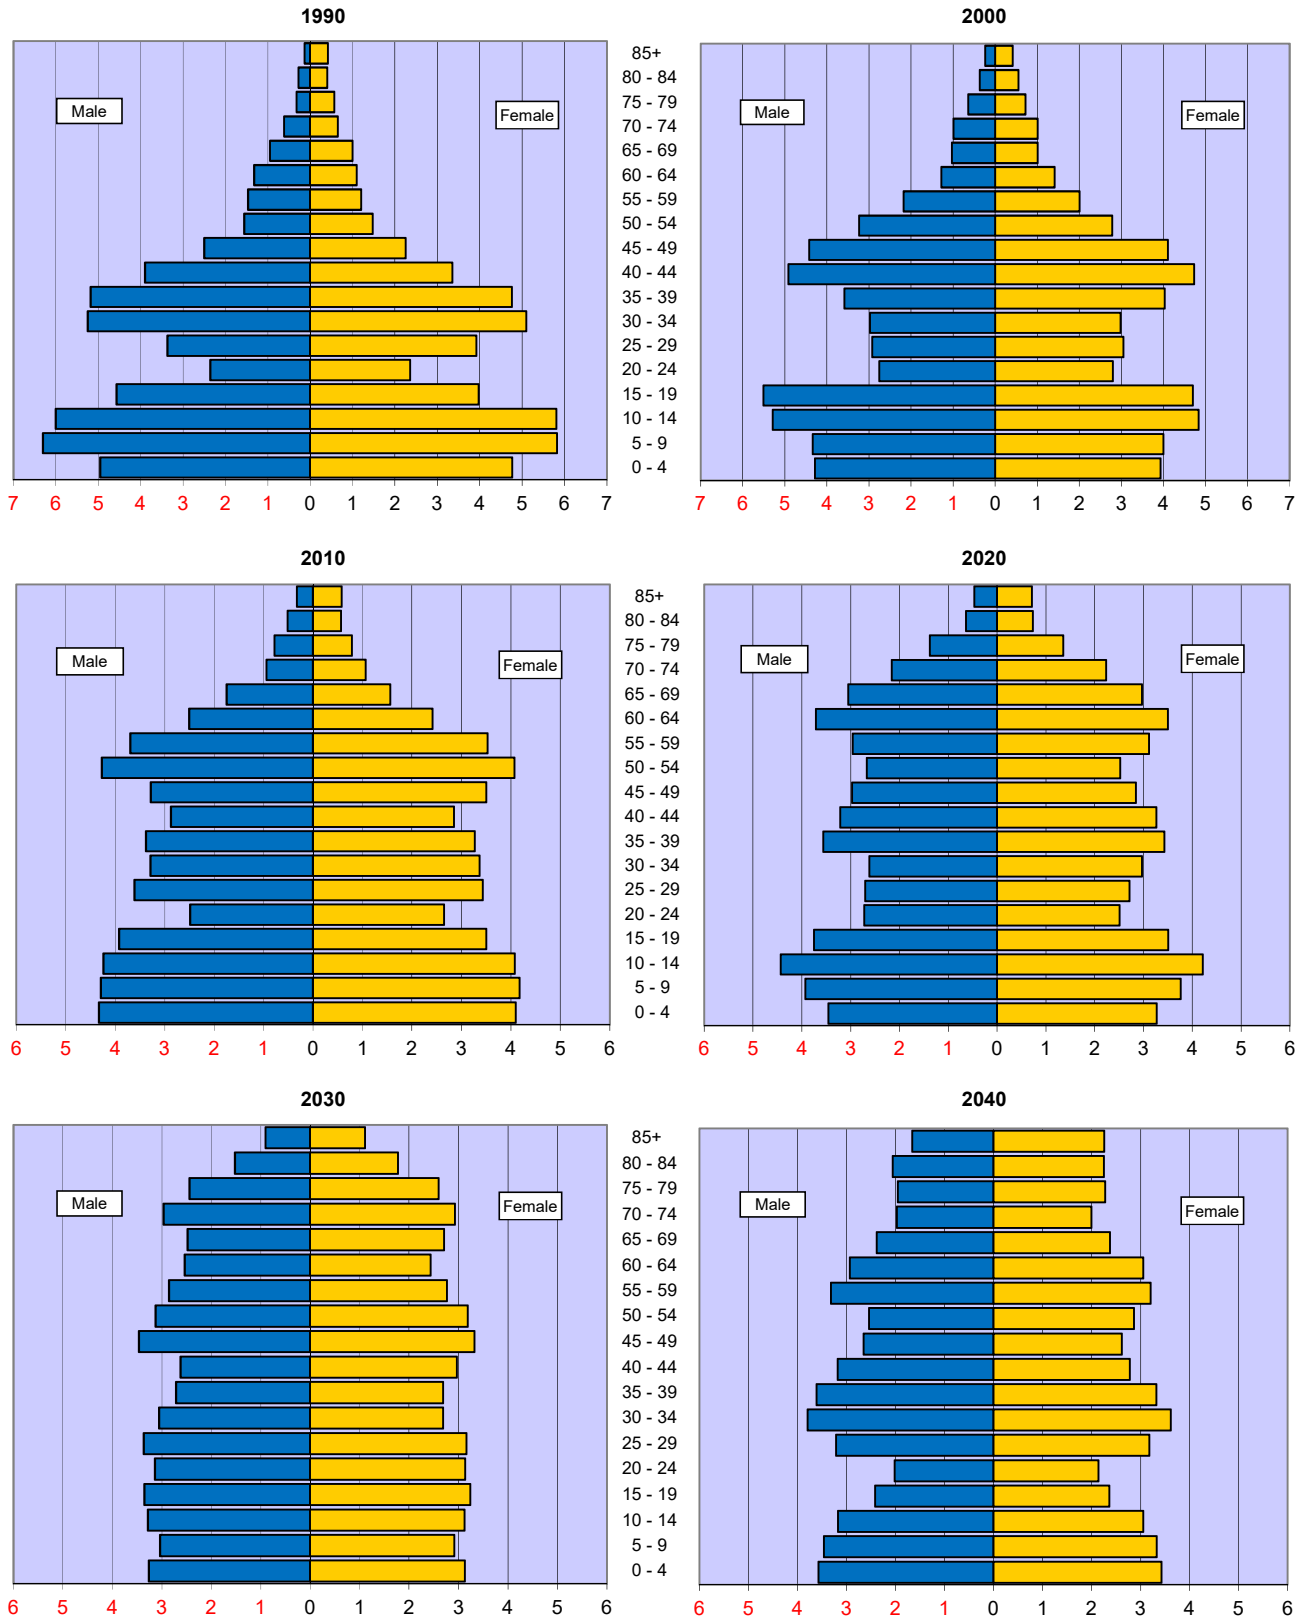 1990
2000
Male
Female
85+
80 - 84
75 - 79
70 - 74
65 - 69
60 - 64
55 - 59
50 - 54
45 - 49
40 - 44
35 - 39
30 - 34
25 - 29
20 - 24
15 - 19
10 - 14
5 - 9
0 - 4
Male
Female
7 6 5 4 3 2 1 0 1 2 3 4 5 6 7
7 6 5 4 3 2 1 0 1 2 3 4 5 6 7
2010
2020
Male
Female
85+
80 - 84
75 - 79
70 - 74
65 - 69
60 - 64
55 - 59
50 - 54
45 - 49
40 - 44
35 - 39
30 - 34
25 - 29
20 - 24
15 - 19
10 - 14
5 - 9
0 - 4
Male
Female
6 5 4 3 2 1 0 1 2 3 4 5 6
6 5 4 3 2 1 0 1 2 3 4 5 6
2030
2040
Male
Female
85+
80 - 84
75 - 79
70 - 74
65 - 69
60 - 64
55 - 59
50 - 54
45 - 49
40 - 44
35 - 39
30 - 34
25 - 29
20 - 24
15 - 19
10 - 14
5 - 9
0 - 4
Male
Female
6 5 4 3 2 1 0 1 2 3 4 5 6
6 5 4 3 2 1 0 1 2 3 4 5 6